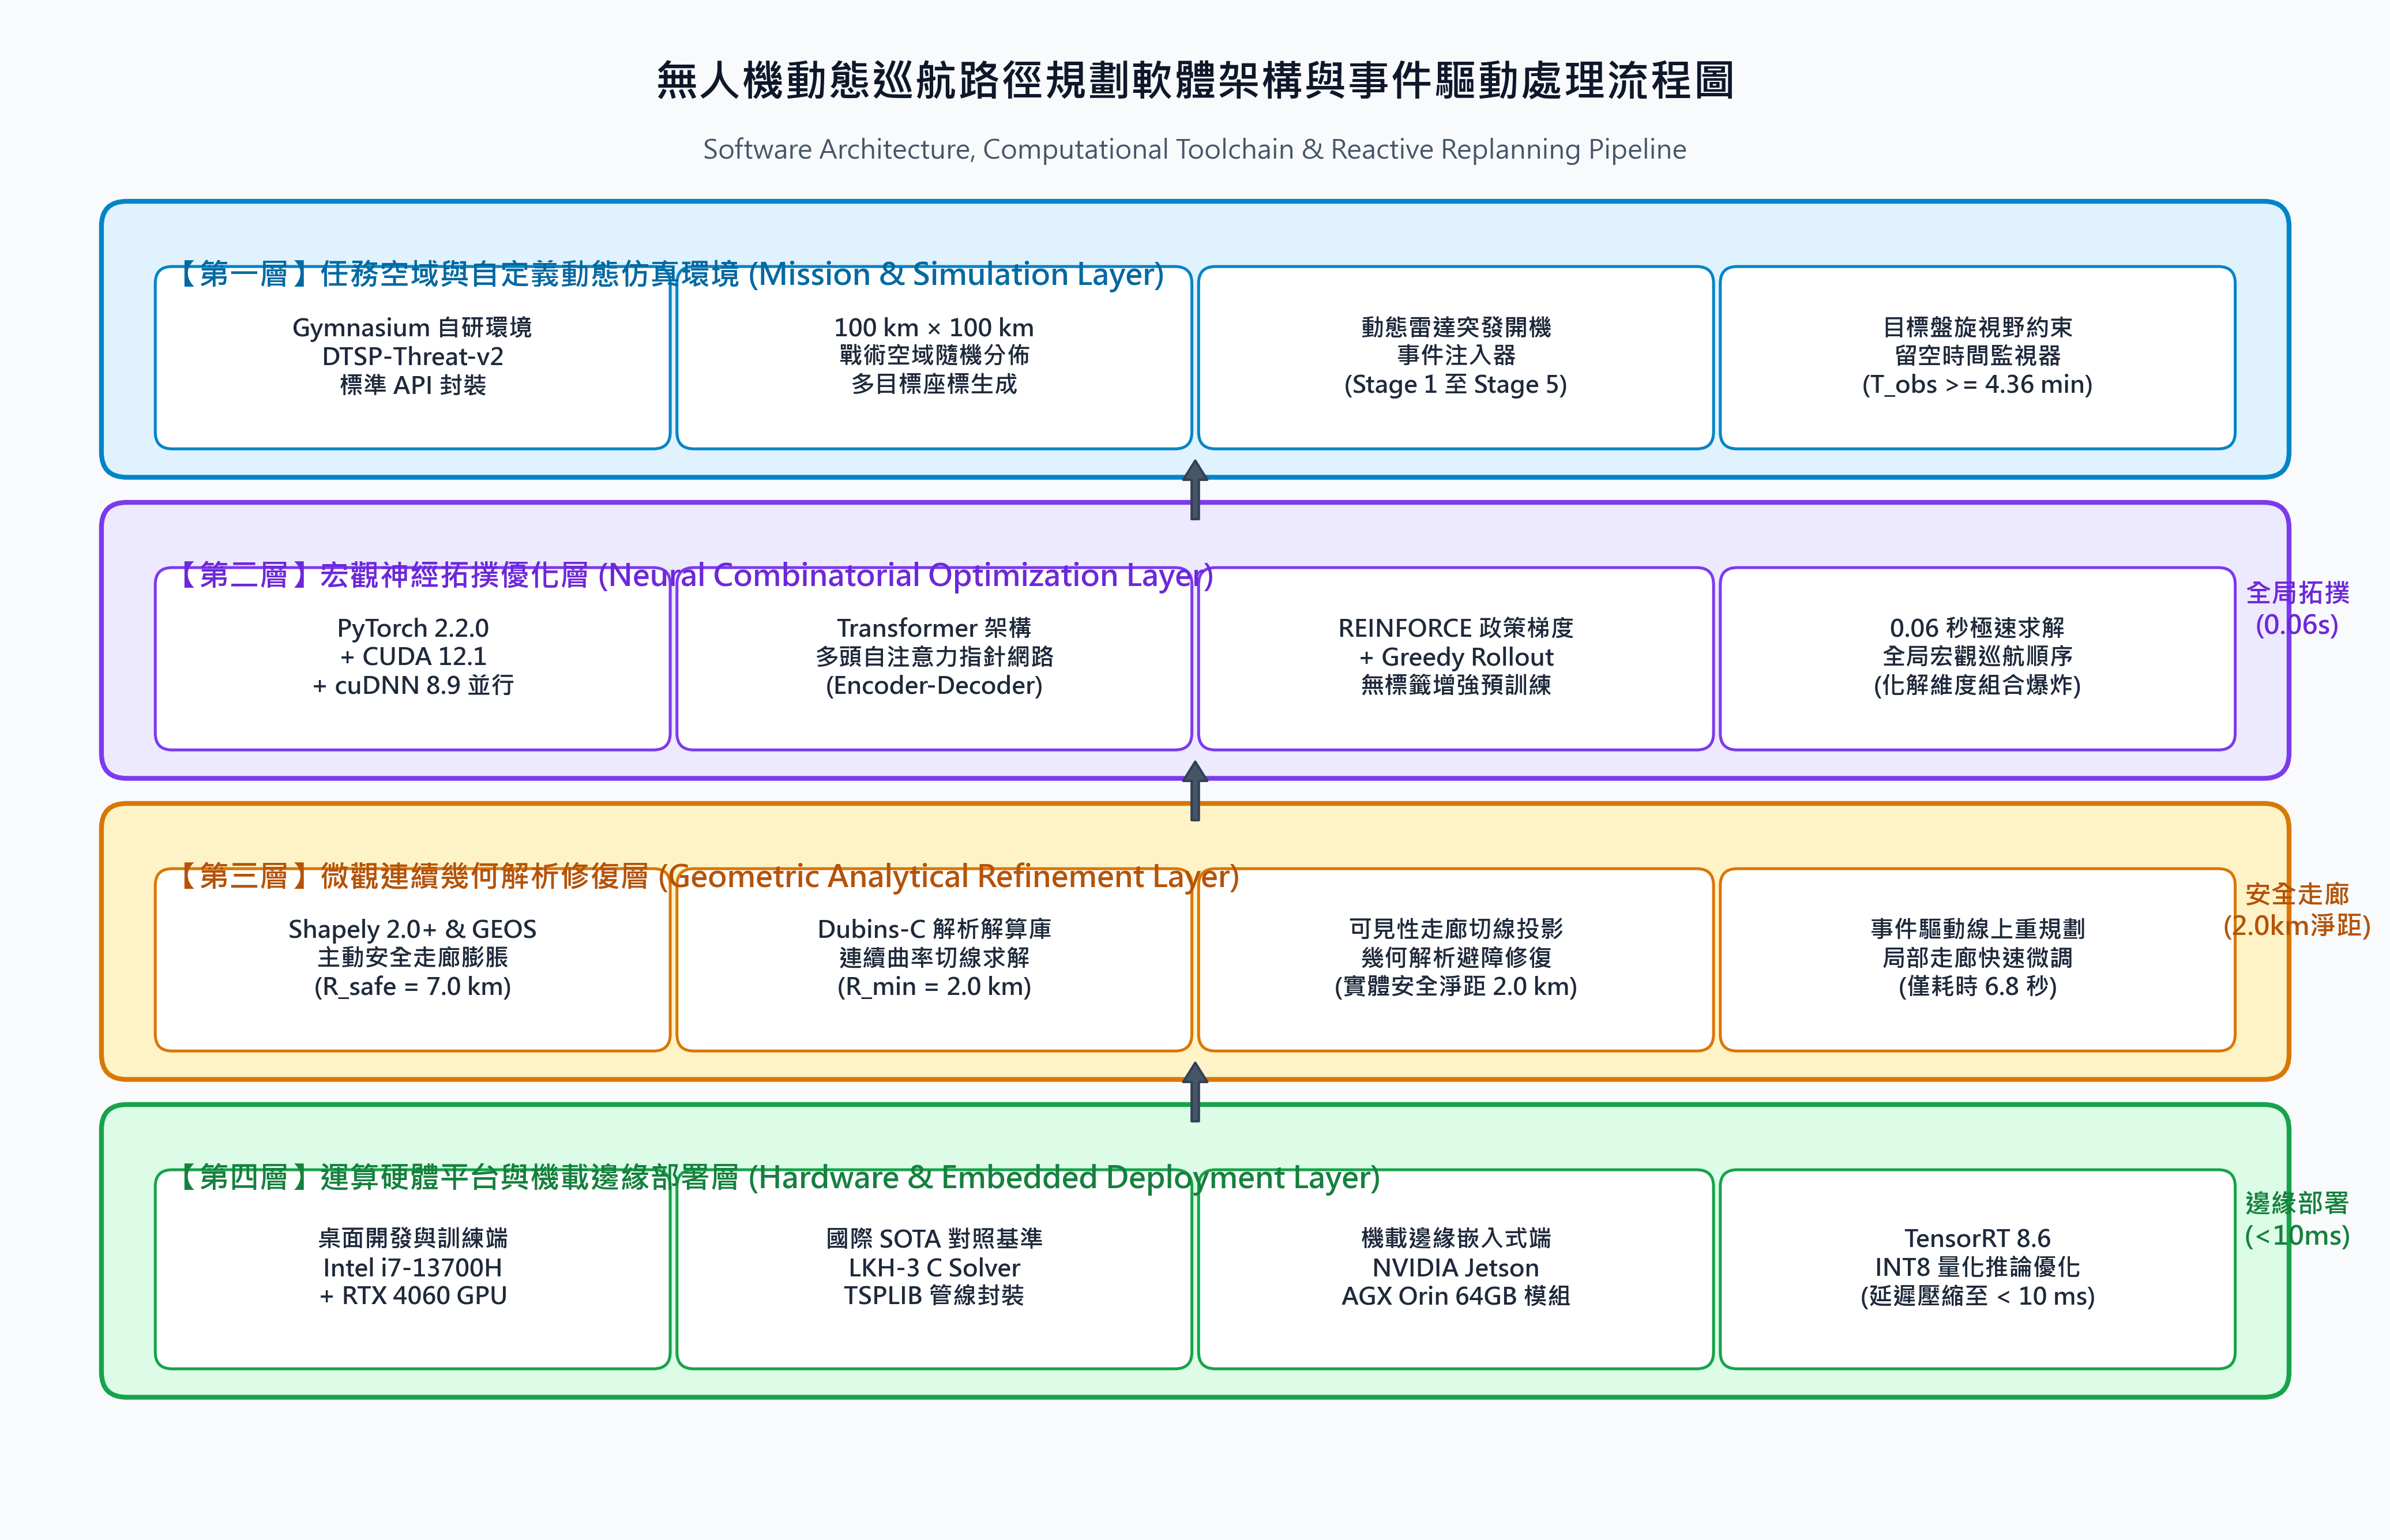 無人機動態巡航路徑規劃軟體架構與事件驅動處理流程圖
Software Architecture, Computational Toolchain & Reactive Replanning Pipeline
【第一層】任務空域與自定義動態仿真環境 (Mission & Simulation Layer)
Gymnasium 自研環境
DTSP-Threat-v2
標準 API 封裝
100 km × 100 km
戰術空域隨機分佈
多目標座標生成
動態雷達突發開機
事件注入器
(Stage 1 至 Stage 5)
目標盤旋視野約束
留空時間監視器
(T_obs >= 4.36 min)
【第二層】宏觀神經拓撲優化層 (Neural Combinatorial Optimization Layer)
PyTorch 2.2.0
+ CUDA 12.1
+ cuDNN 8.9 並行
Transformer 架構
多頭自注意力指針網路
(Encoder-Decoder)
REINFORCE 政策梯度
+ Greedy Rollout
無標籤增強預訓練
0.06 秒極速求解
全局宏觀巡航順序
(化解維度組合爆炸)
全局拓撲
(0.06s)
【第三層】微觀連續幾何解析修復層 (Geometric Analytical Refinement Layer)
Shapely 2.0+ & GEOS
主動安全走廊膨脹
(R_safe = 7.0 km)
Dubins-C 解析解算庫
連續曲率切線求解
(R_min = 2.0 km)
可見性走廊切線投影
幾何解析避障修復
(實體安全淨距 2.0 km)
事件驅動線上重規劃
局部走廊快速微調
(僅耗時 6.8 秒)
安全走廊
(2.0km淨距)
【第四層】運算硬體平台與機載邊緣部署層 (Hardware & Embedded Deployment Layer)
桌面開發與訓練端
Intel i7-13700H
+ RTX 4060 GPU
國際 SOTA 對照基準
LKH-3 C Solver
TSPLIB 管線封裝
機載邊緣嵌入式端
NVIDIA Jetson
AGX Orin 64GB 模組
TensorRT 8.6
INT8 量化推論優化
(延遲壓縮至 < 10 ms)
邊緣部署
(<10ms)